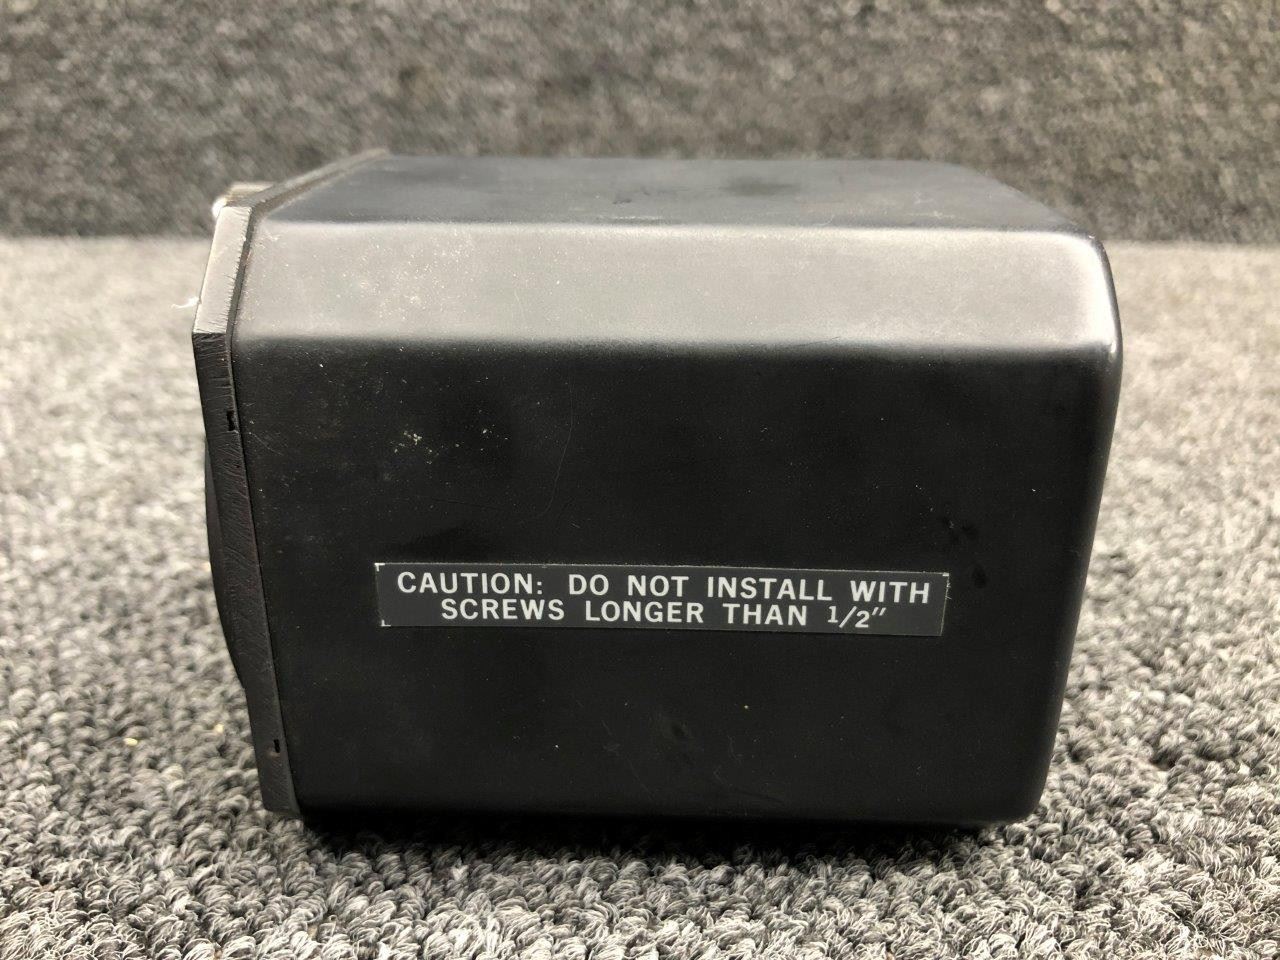 CAUTION: DO NOT INSTALL WITH
SCREWS LONGER THAN 1/2"